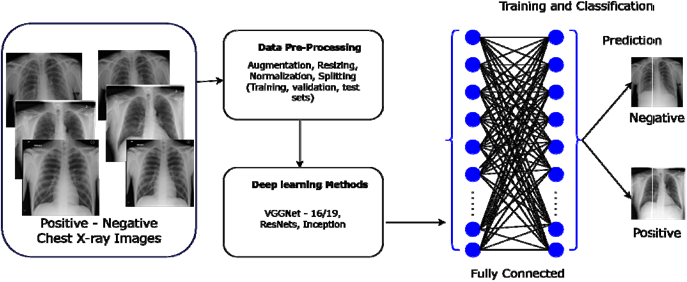 Training and Classification
Data Pre-Processing
Augmentation, Resizing,
Normalization, Splitting
(Training, validation, test
sets)
Prediction
Negative
Deep learning Methods
VGGNet - 16/19,
ResNets, Inception
Positive - Negative
Chest X-ray Images
Positive
Fully Connected